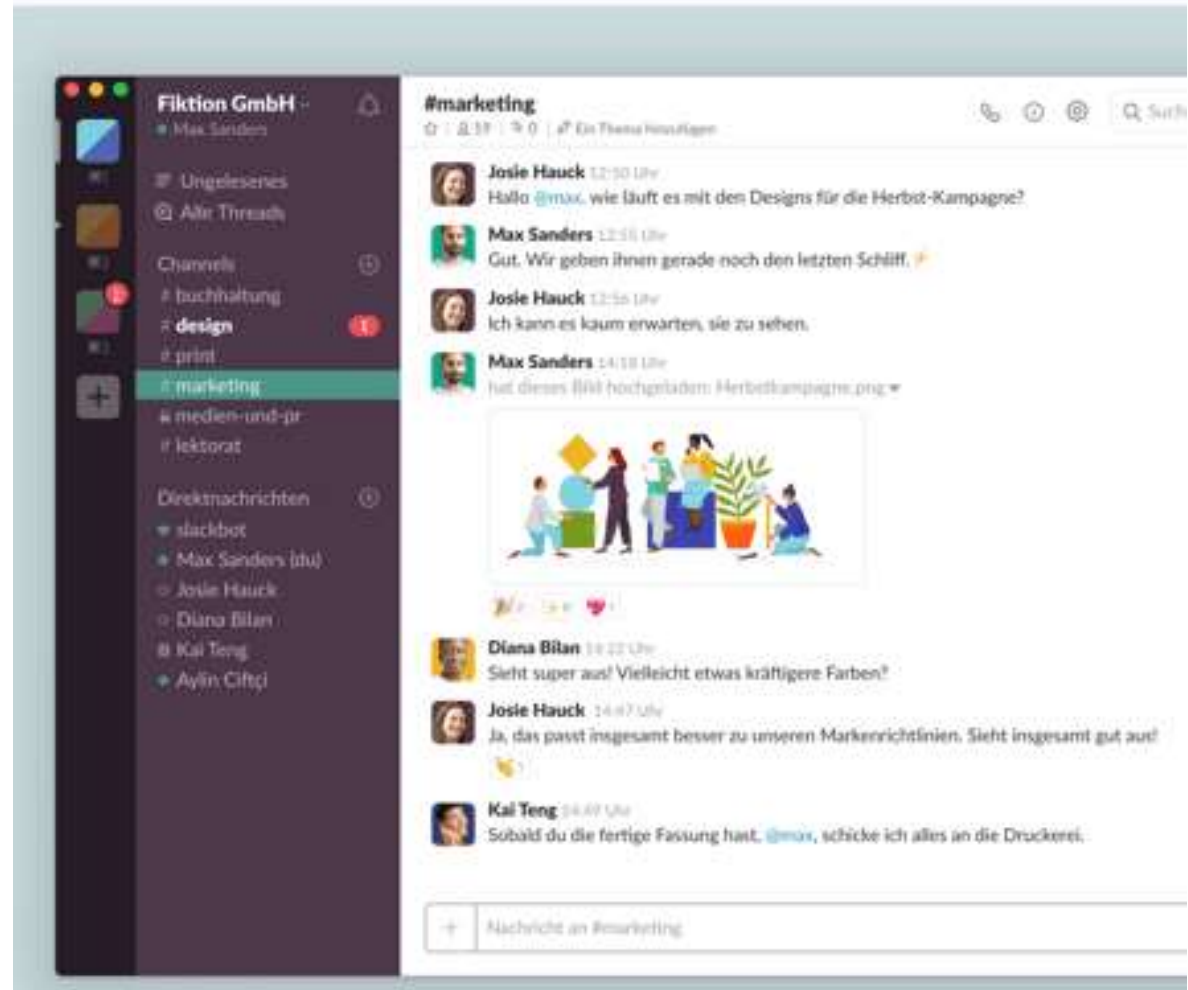 Fiktion GmbH
Max Sanders
Ungelesenes
Alle Threads
Channels
# buchhaltung
# design 1
# print
# marketing
medien-und-pr
# lektorat
Direktnachrichten
slackbot
Max Sanders (du)
Josie Hauck
Diana Bilan
Kai Teng
Aylin Ciftçi
#marketing
0 Ein Thema hinzufügen
Suche
Josie Hauck 12:50 Uhr
Hallo @max, wie läuft es mit den Designs für die Herbst-Kampagne?
Max Sanders 12:55 Uhr
Gut. Wir geben ihnen gerade noch den letzten Schliff.
Josie Hauck 12:56 Uhr
Ich kann es kaum erwarten, sie zu sehen.
Max Sanders 14:18 Uhr
hat dieses Bild hochgeladen: Herbstkampagne.png
Diana Bilan 14:22 Uhr
Sieht super aus! Vielleicht etwas kräftigere Farben?
Josie Hauck 14:47 Uhr
Ja, das passt insgesamt besser zu unseren Markenrichtlinien. Sieht insgesamt gut aus!
Kai Teng 14:49 Uhr
Sobald du die fertige Fassung hast, @max, schicke ich alles an die Druckerei.
Nachricht an #marketing